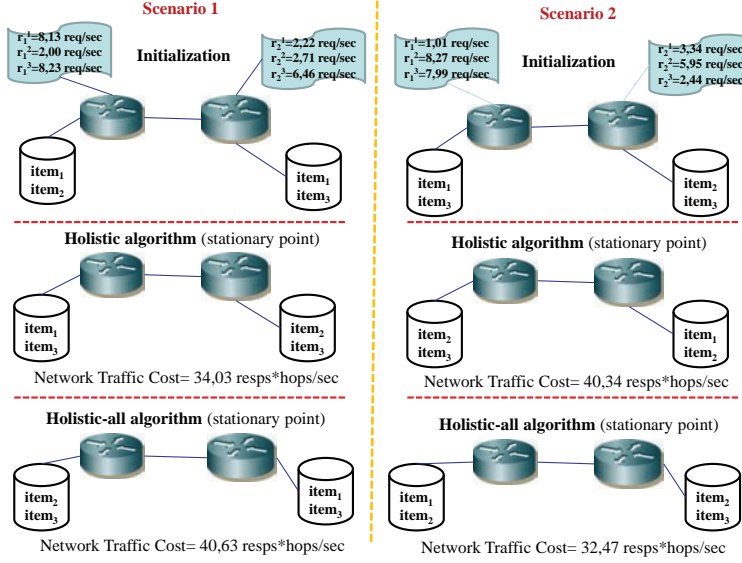 Scenario 1
r₁¹=8,13 req/sec
r₁²=2,00 req/sec
r₁³=8,23 req/sec
Initialization
r₂¹=2,22 req/sec
r₂²=2,71 req/sec
r₂³=6,46 req/sec
item₁
item₂
item₁
item₃
Holistic algorithm (stationary point)
item₁
item₃
item₂
item₃
Network Traffic Cost= 34,03 resps*hops/sec
Holistic-all algorithm (stationary point)
item₂
item₃
item₁
item₃
Network Traffic Cost= 40,63 resps*hops/sec
Scenario 2
r₁¹=1,01 req/sec
r₁²=8,27 req/sec
r₁³=7,99 req/sec
Initialization
r₂¹=3,34 req/sec
r₂²=5,95 req/sec
r₂³=2,44 req/sec
item₁
item₃
item₂
item₃
Holistic algorithm (stationary point)
item₂
item₃
item₁
item₂
Network Traffic Cost= 40,34 resps*hops/sec
Holistic-all algorithm (stationary point)
item₁
item₂
item₂
item₃
Network Traffic Cost= 32,47 resps*hops/sec